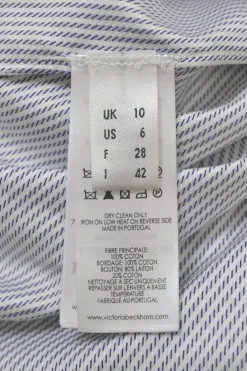 UK 10
US 6
F 28
I 42
DRY CLEAN ONLY
IRON ON LOW HEAT ON REVERSE SIDE
MADE IN PORTUGAL
FIBRE PRINCIPALE:
100% COTON
BORDAGE: 100% COTON
BOUTON: 80% LAITON
20% COTON
NETTOYAGE A SEC UNIQUEMENT
REPASSER SUR L'ENVERS A BASSE
TEMPÉRATURE
FABRIQUÉ AU PORTUGAL
www.victoriabeckham.com